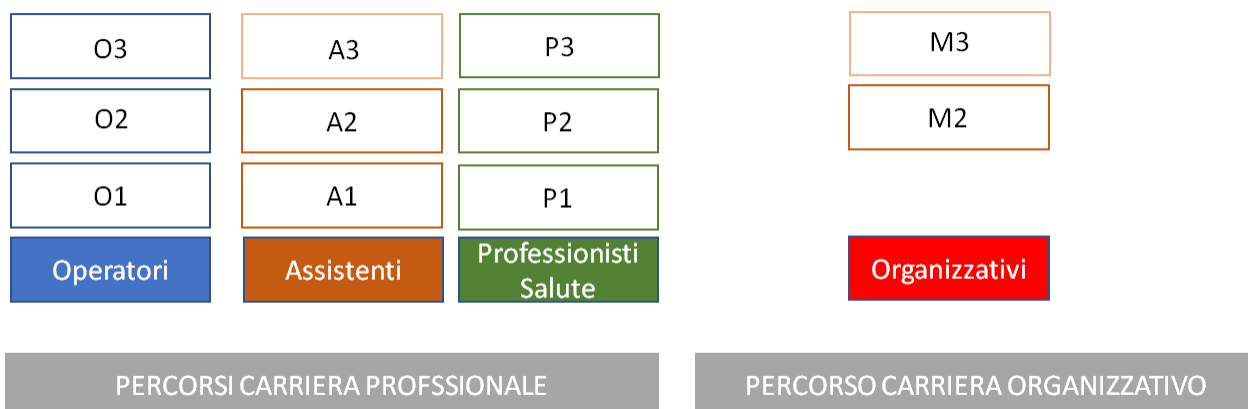 O3 A3 P3 M3
O2 A2 P2 M2
O1 A1 P1
Operatori Assistenti Professionisti Salute Organizzativi
PERCORSI CARRIERA PROFSSIONALE PERCORSO CARRIERA ORGANIZZATIVO